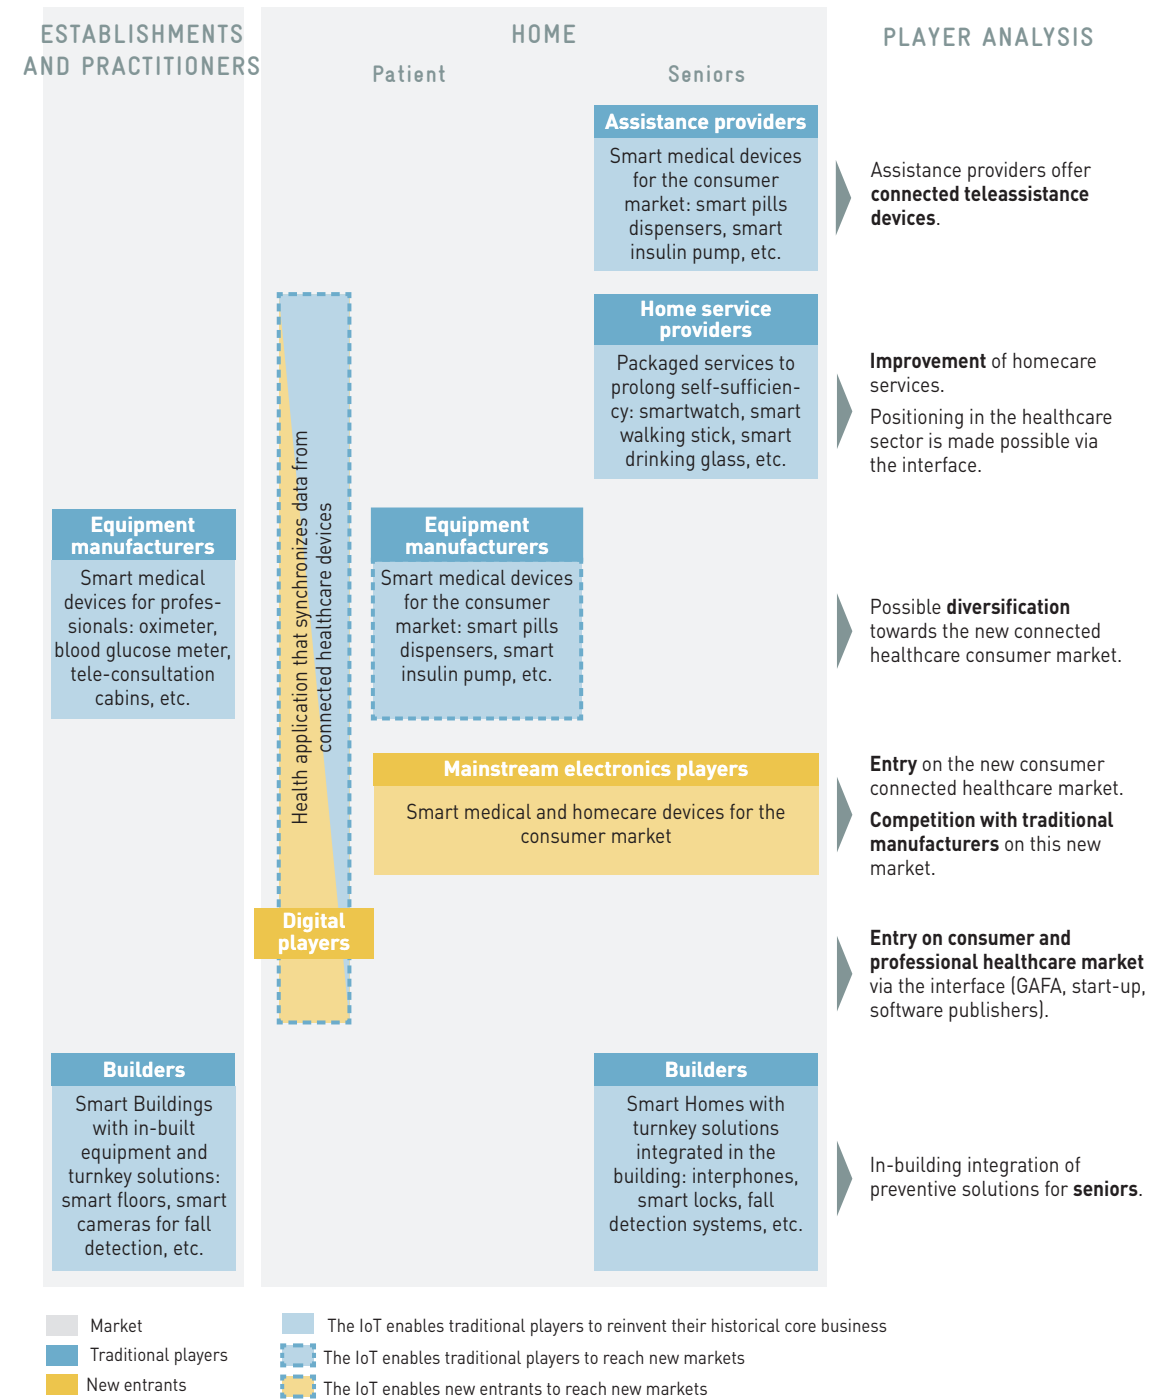 ESTABLISHMENTS
AND PRACTITIONERS
HOME
Patient
Seniors
PLAYER ANALYSIS
Assistance providers
Smart medical devices
for the consumer
market: smart pills
dispensers, smart
insulin pump, etc.
Assistance providers offer
connected teleassistance
devices.
Home service
providers
Packaged services to
prolong self-sufficien-
cy: smartwatch, smart
walking stick, smart
drinking glass, etc.
Improvement of homecare
services.
Positioning in the healthcare
sector is made possible via
the interface.
Health application that synchronizes data from
connected healthcare devices
Equipment
manufacturers
Smart medical
devices for profes-
sionals: oximeter,
blood glucose meter,
tele-consultation
cabins, etc.
Equipment
manufacturers
Smart medical devices
for the consumer
market: smart pills
dispensers, smart
insulin pump, etc.
Possible diversification
towards the new connected
healthcare consumer market.
Mainstream electronics players
Smart medical and homecare devices for the
consumer market
Entry on the new consumer
connected healthcare market.
Competition with traditional
manufacturers on this new
market.
Digital
players
Entry on consumer and
professional healthcare market
via the interface (GAFA, start-up,
software publishers).
Builders
Smart Buildings
with in-built
equipment and
turnkey solutions:
smart floors, smart
cameras for fall
detection, etc.
Builders
Smart Homes with
turnkey solutions
integrated in the
building: interphones,
smart locks, fall
detection systems, etc.
In-building integration of
preventive solutions for seniors.
Market
Traditional players
New entrants
The IoT enables traditional players to reinvent their historical core business
The IoT enables traditional players to reach new markets
The IoT enables new entrants to reach new markets